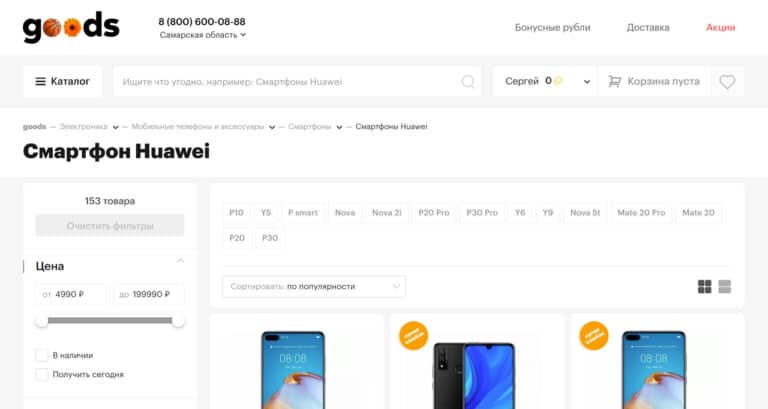 goods
8 (800) 600-08-88
Самарская область
Бонусные рубли
Доставка
Акции
Каталог
Ищите что угодно, например: Смартфоны Huawei
Сергей 0
Корзина пуста
goods — Электроника — Мобильные телефоны и аксессуары — Смартфоны — Смартфоны Huawei
Смартфон Huawei
153 товара
Очистить фильтры
Цена
от 4990 ₽
до 199990 ₽
В наличии
Получить сегодня
P10 Y5 P smart Nova Nova 2i P20 Pro P30 Pro Y6 Y9 Nova 5t Mate 20 Pro Mate 20
P20 P30
Сортировать: по популярности
08:08
08:08